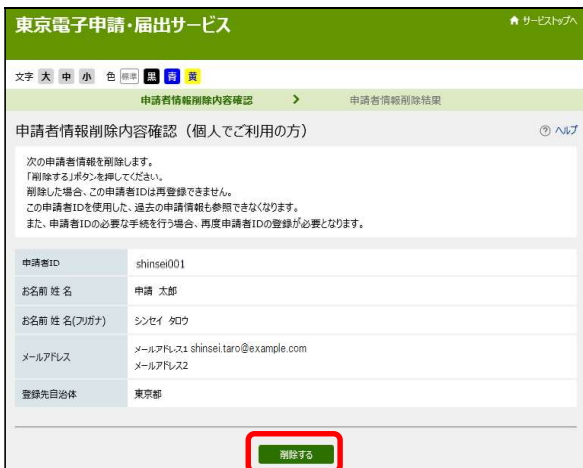 東京電子申請・届出サービス
サービストップへ
文字 大 中 小 色 標準 黒 青 黄
申請者情報削除内容確認 > 申請者情報削除結果
申請者情報削除内容確認（個人でご利用の方）
? ヘルプ
次の申請者情報を削除します。
「削除する」ボタンを押してください。
削除した場合、この申請者IDは再登録できません。
この申請者IDを使用した、過去の申請情報も参照できなくなります。
また、申請者IDの必要な手続を行う場合、再度申請者IDの登録が必要となります。
申請者ID shinsei001
お名前 姓 名 申請 太郎
お名前 姓 名(フリガナ) シンセイ タロウ
メールアドレス メールアドレス1 shinsei.taro@example.com
メールアドレス2
登録先自治体 東京都
削除する